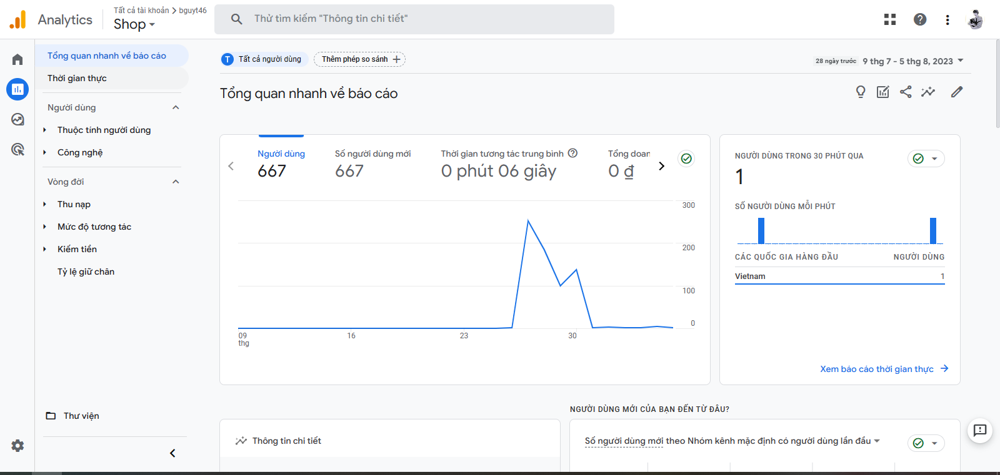 Analytics
Tất cả tài khoản > bguyt46
Shop
Thử tìm kiếm "Thông tin chi tiết"
Tổng quan nhanh về báo cáo
Thời gian thực
Người dùng
Thuộc tính người dùng
Công nghệ
Vòng đời
Thu nạp
Mức độ tương tác
Kiếm tiền
Tỷ lệ giữ chân
Thư viện
T Tất cả người dùng
Thêm phép so sánh +
28 ngày trước 9 thg 7 - 5 thg 8, 2023
Tổng quan nhanh về báo cáo
Người dùng
667
Số người dùng mới
667
Thời gian tương tác trung bình
0 phút 06 giây
Tổng doan
0 ₫
300
200
100
0
09
thg
16
23
30
NGƯỜI DÙNG TRONG 30 PHÚT QUA
1
SỐ NGƯỜI DÙNG MỖI PHÚT
CÁC QUỐC GIA HÀNG ĐẦU NGƯỜI DÙNG
Vietnam 1
Xem báo cáo thời gian thực
Thông tin chi tiết
NGƯỜI DÙNG MỚI CỦA BẠN ĐẾN TỪ ĐÂU?
Số người dùng mới theo Nhóm kênh mặc định có người dùng lần đầu